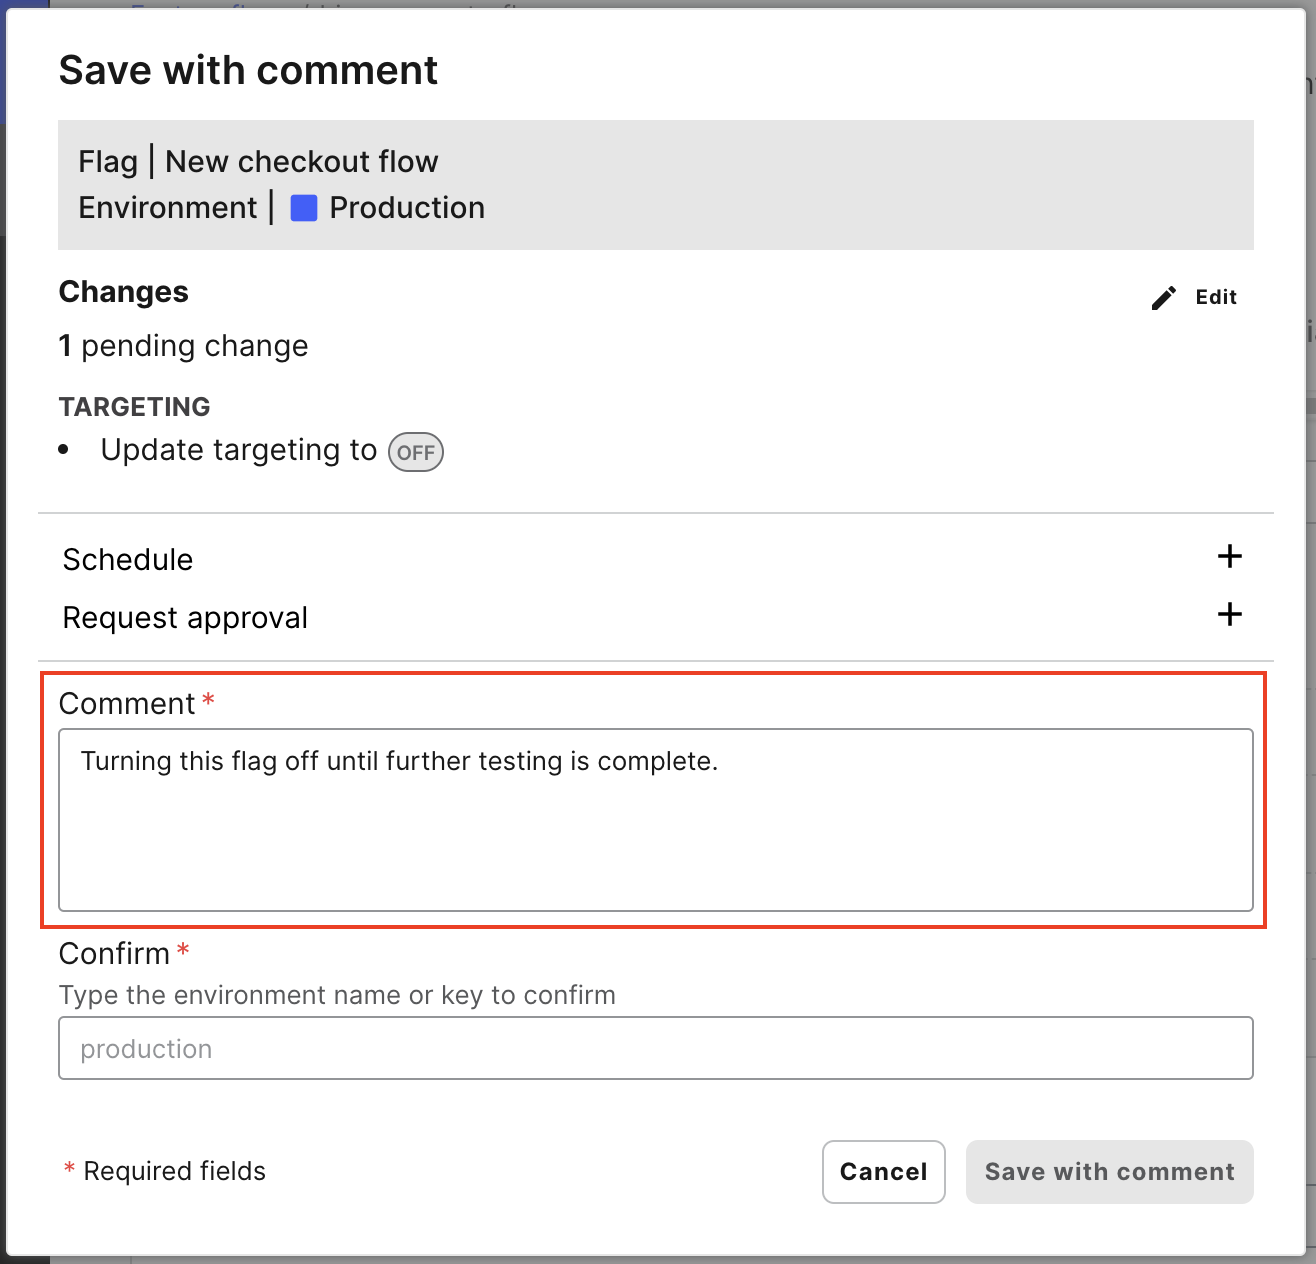 Save with comment
Flag | New checkout flow
Environment | Production
Changes
Edit
1 pending change
TARGETING
• Update targeting to OFF
Schedule
Request approval
Comment *
Turning this flag off until further testing is complete.
Confirm *
Type the environment name or key to confirm
production
* Required fields
Cancel
Save with comment